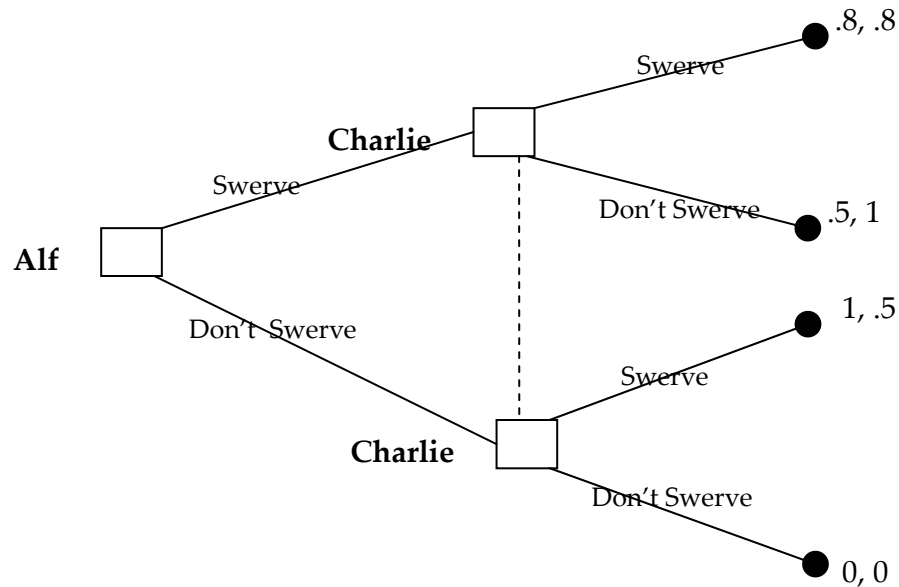 .8, .8
Swerve
Charlie
Swerve
Don't Swerve
.5, 1
Alf
1, .5
Don't Swerve
Swerve
Charlie
Don't Swerve
0, 0